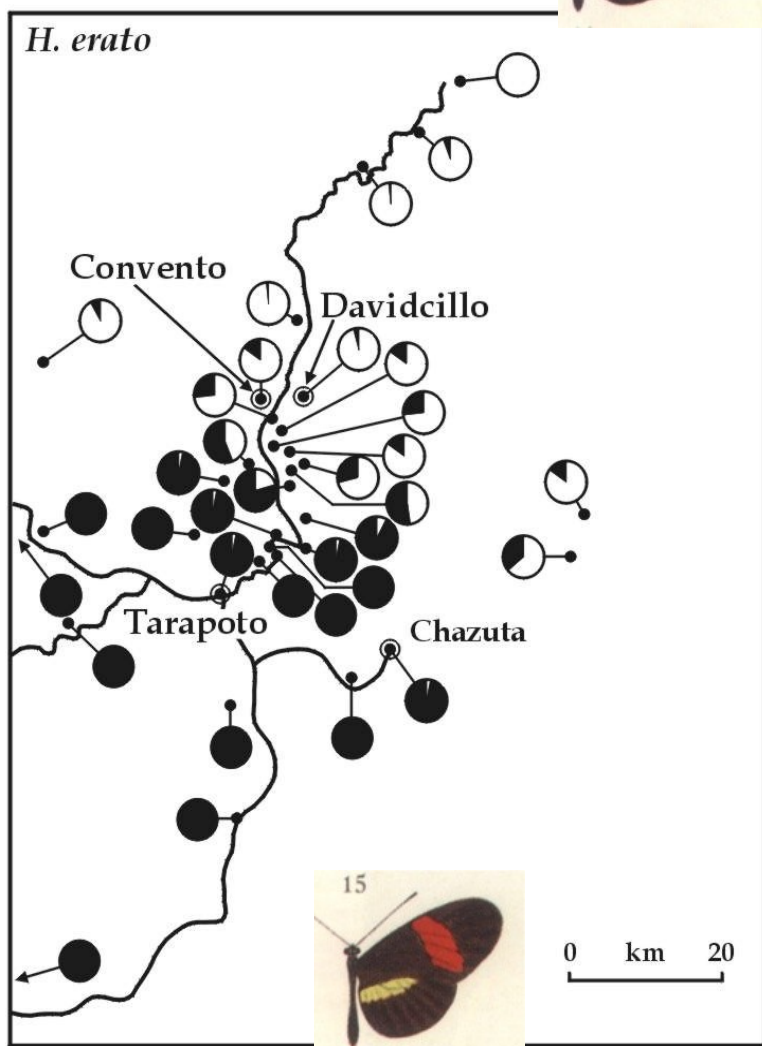 H. erato
Convento
Davidcillo
Tarapoto
Chazuta
15
0 km 20